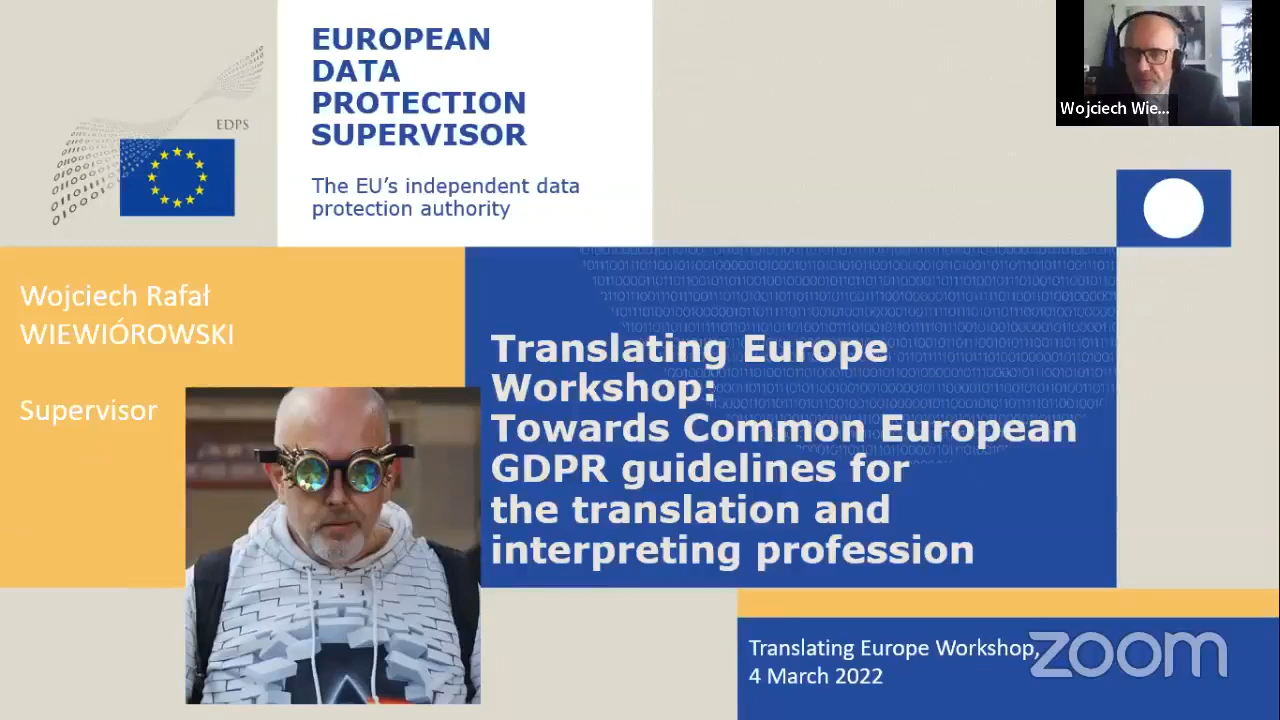 EUROPEAN
DATA
PROTECTION
SUPERVISOR
EDPS
The EU's independent data
protection authority
Wojciech Wie...
Wojciech Rafał
WIEWIÓROWSKI
Supervisor
Translating Europe
Workshop:
Towards Common European
GDPR guidelines for
the translation and
interpreting profession
Translating Europe Workshop,
4 March 2022
zoom